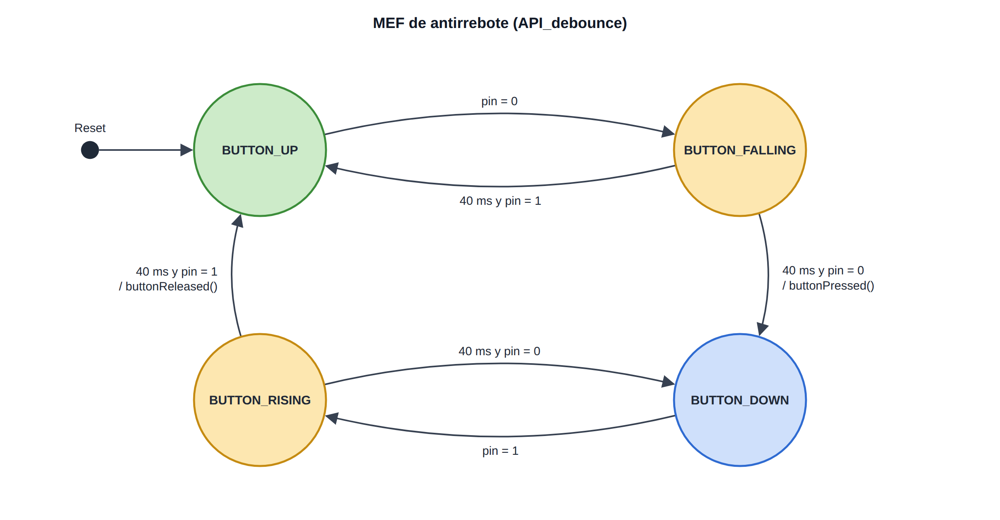 MEF de antirrebote (API_debounce)
pin = 0
Reset
BUTTON_UP
BUTTON_FALLING
40 ms y pin = 1
40 ms y pin = 1
/ buttonReleased()
40 ms y pin = 0
/ buttonPressed()
40 ms y pin = 0
BUTTON_RISING
BUTTON_DOWN
pin = 1